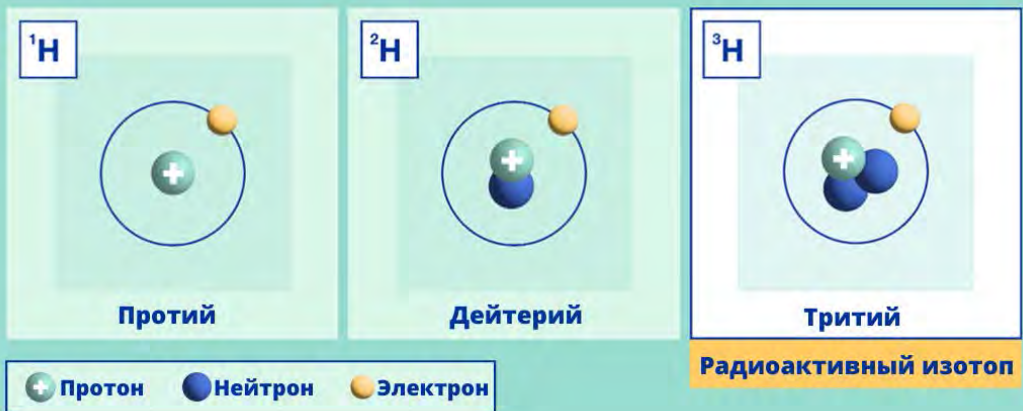 ¹H
²H
³H
Протий
Дейтерий
Тритий
Радиоактивный изотоп
Протон
Нейтрон
Электрон